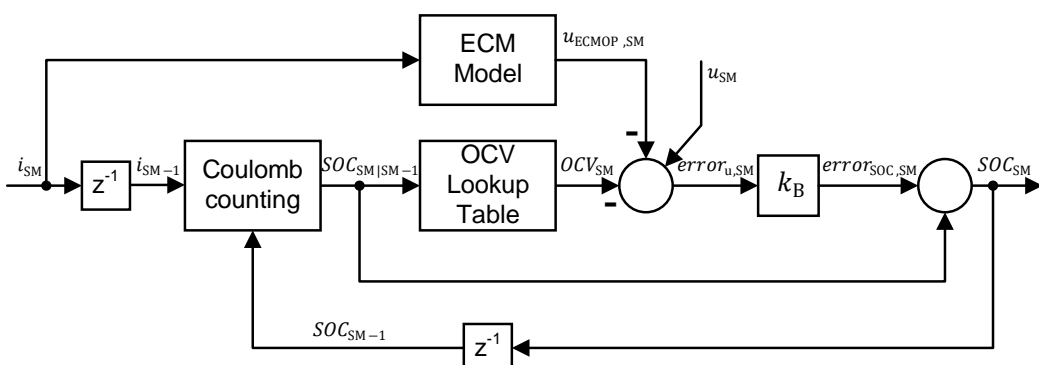 ECM
Model
u_ECMOP,SM
u_SM
-
i_SM
z⁻¹
i_SM−1
Coulomb
counting
SOC_SM|SM−1
OCV
Lookup
Table
OCV_SM
-
error_u,SM
k_B
error_SOC,SM
SOC_SM
SOC_SM−1
z⁻¹